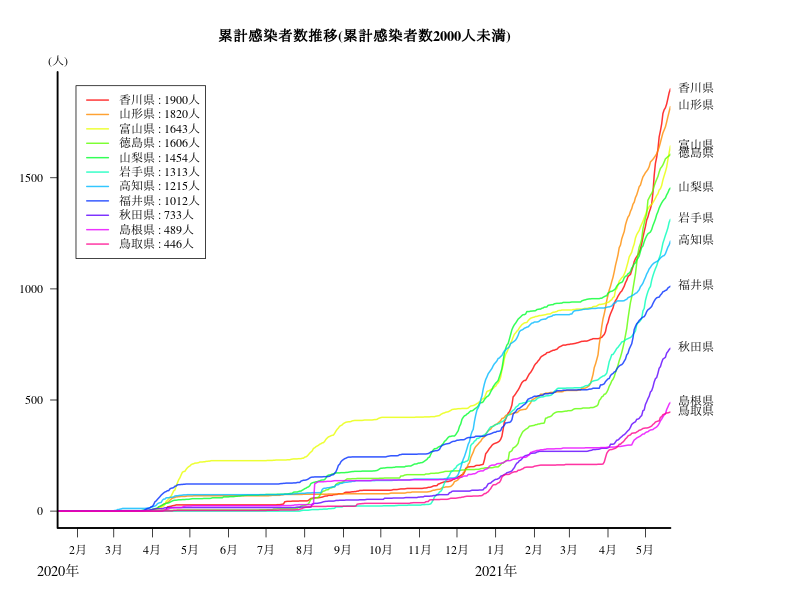 累計感染者数推移(累計感染者数2000人未満)
(人)
香川県 : 1900人
山形県 : 1820人
富山県 : 1643人
徳島県 : 1606人
山梨県 : 1454人
岩手県 : 1313人
高知県 : 1215人
福井県 : 1012人
秋田県 : 733人
島根県 : 489人
鳥取県 : 446人
香川県
山形県
富山県
徳島県
山梨県
岩手県
高知県
福井県
秋田県
島根県
鳥取県
1500
1000
500
0
2月 3月 4月 5月 6月 7月 8月 9月 10月 11月 12月 1月 2月 3月 4月 5月
2020年 2021年